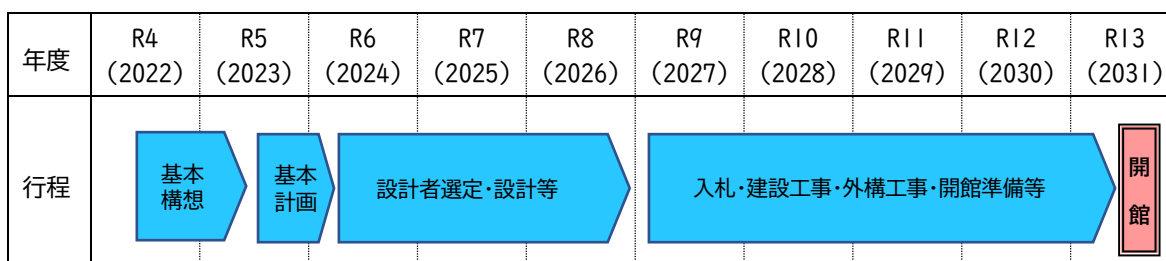 年度
R4
(2022)
R5
(2023)
R6
(2024)
R7
(2025)
R8
(2026)
R9
(2027)
R10
(2028)
R11
(2029)
R12
(2030)
R13
(2031)
行程
基本
構想
基本
計画
設計者選定・設計等
入札・建設工事・外構工事・開館準備等
開
館